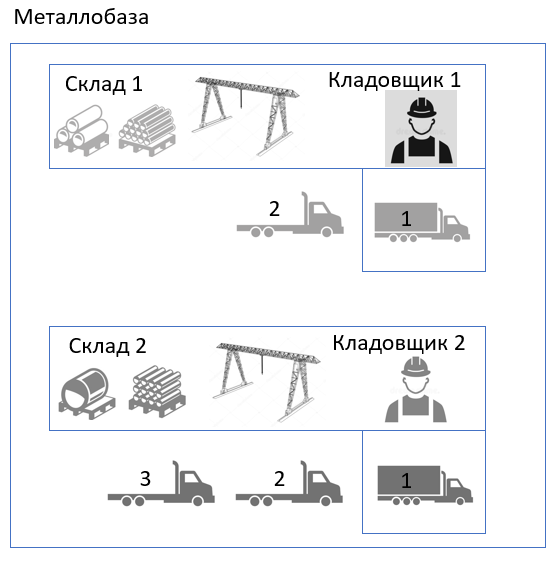 Металлобаза
Склад 1
Кладовщик 1
2
1
Склад 2
Кладовщик 2
3
2
1